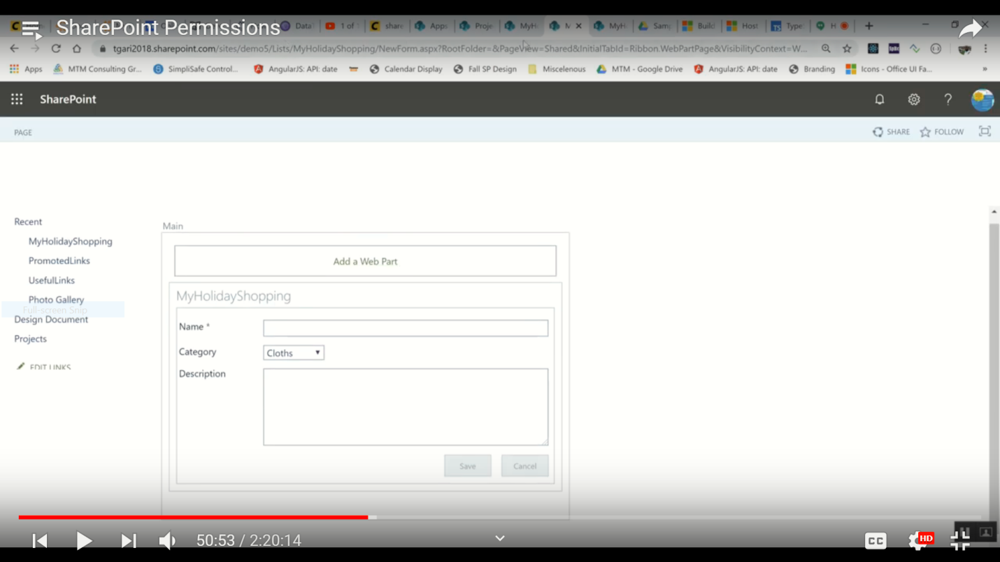 SharePoint Permissions
Data 1 of 1 share Apps Proje MyH M MyH Samp Build Host TS Type H
tgari2018.sharepoint.com/sites/demo5/Lists/MyHolidayShopping/NewForm.aspx?RootFolder=&PageView=Shared&InitialTabId=Ribbon.WebPartPage&VisibilityContext=W...
Apps MTM Consulting Gr... SimpliSafe Control... AngularJS: API: date Calendar Display Fall SP Design Miscelenous MTM - Google Drive AngularJS: API: date Branding Icons - Office UI Fa... »
SharePoint
PAGE SHARE FOLLOW
Recent
MyHolidayShopping
PromotedLinks
UsefulLinks
Photo Gallery
Full-screen Snip
Design Document
Projects
EDIT LINKS
Main
Add a Web Part
MyHolidayShopping
Name *
Category Cloths
Description
Save Cancel
50:53 / 2:20:14 CC HD